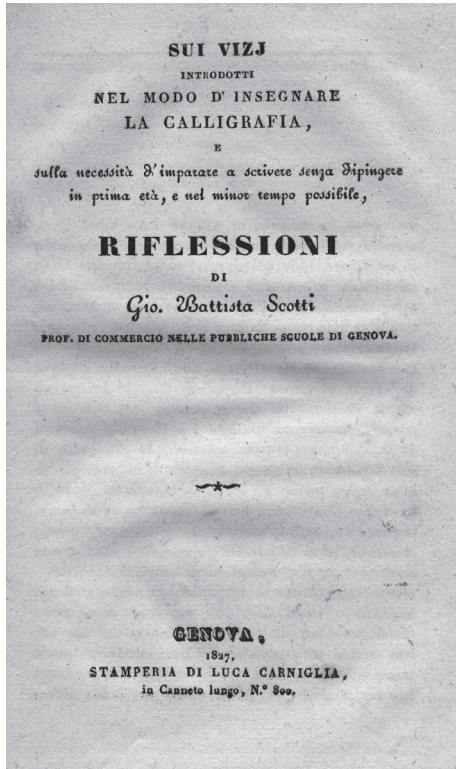 SUI VIZJ
INTRODOTTI
NEL MODO D' INSEGNARE
LA CALLIGRAFIA,
E
sulla necessità d'imparare a scrivere senza dipingere
in prima età, e nel minor tempo possibile,
RIFLESSIONI
DI
Gio. Battista Scotti
PROF. DI COMMERCIO NELLE PUBBLICHE SCUOLE DI GENOVA.
GENOVA,
1827,
STAMPERIA DI LUCA CARNIGLIA,
in Canneto lungo, N.º 800.